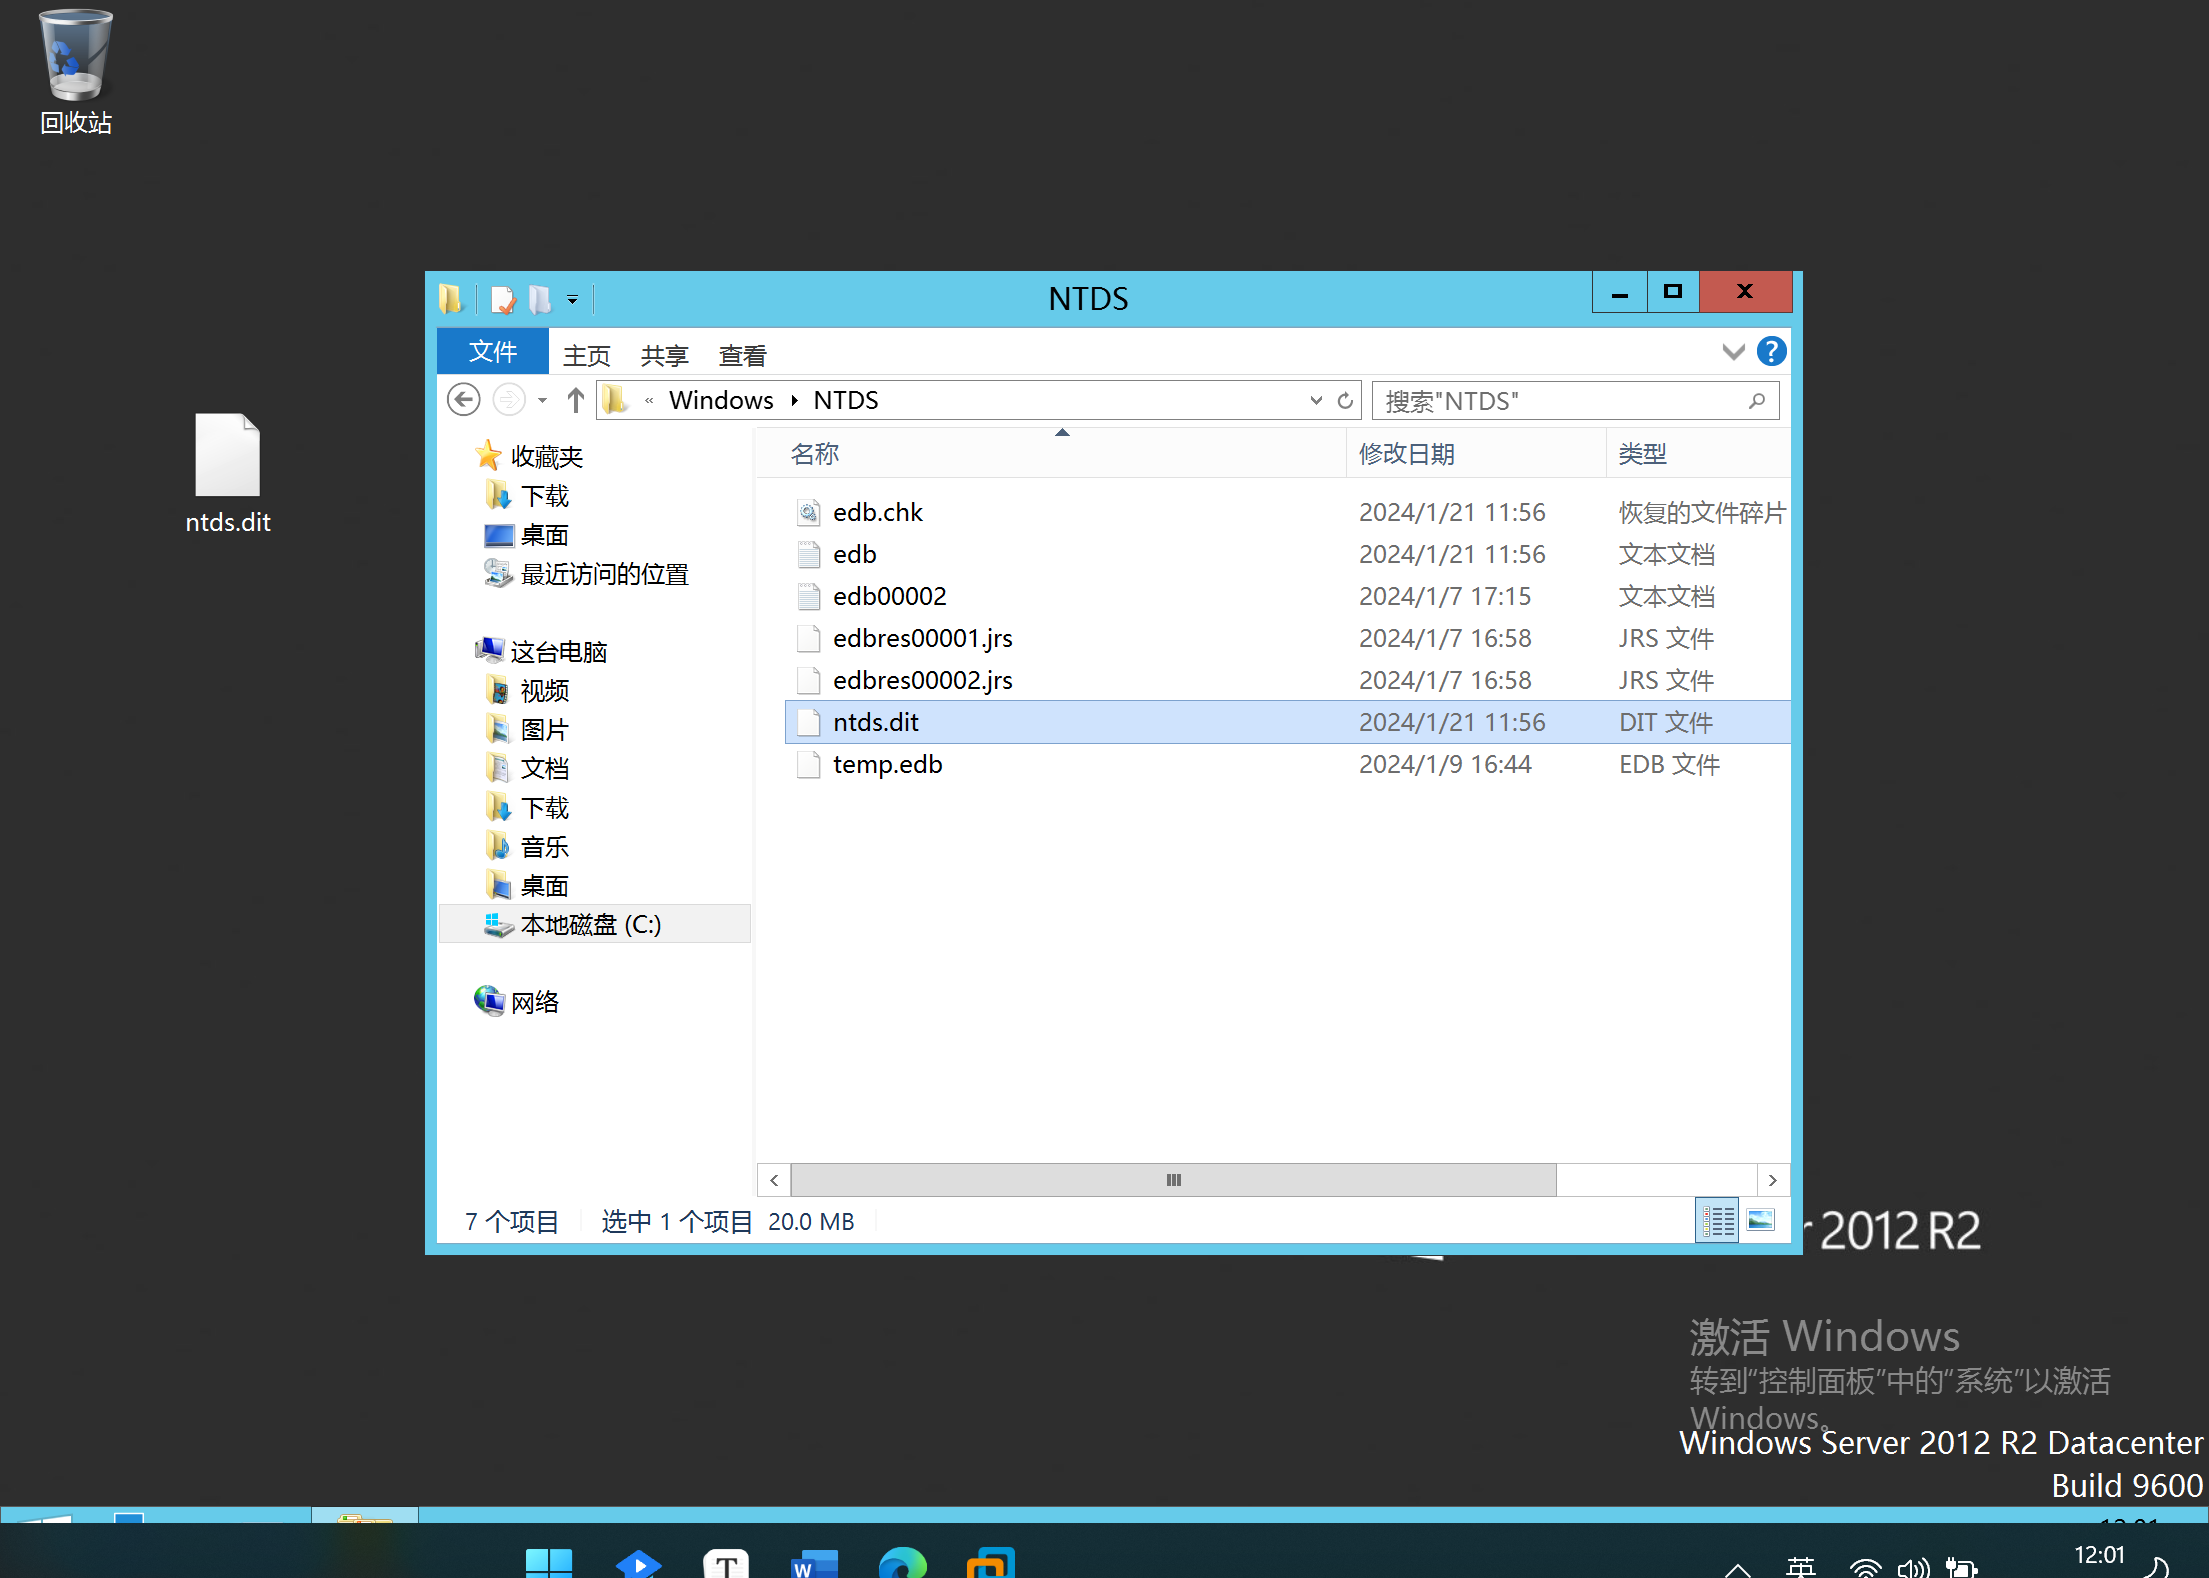 回收站
ntds.dit
NTDS
文件 主页 共享 查看
« Windows NTDS
搜索"NTDS"
收藏夹
下载
桌面
最近访问的位置
这台电脑
视频
图片
文档
下载
音乐
桌面
本地磁盘 (C:)
网络
名称 修改日期 类型
edb.chk 2024/1/21 11:56 恢复的文件碎片
edb 2024/1/21 11:56 文本文档
edb00002 2024/1/7 17:15 文本文档
edbres00001.jrs 2024/1/7 16:58 JRS 文件
edbres00002.jrs 2024/1/7 16:58 JRS 文件
ntds.dit 2024/1/21 11:56 DIT 文件
temp.edb 2024/1/9 16:44 EDB 文件
7 个项目 选中 1 个项目 20.0 MB
2012 R2
激活 Windows
转到“控制面板”中的“系统”以激活
Windows。
Windows Server 2012 R2 Datacenter
Build 9600
T
W
英
12:01